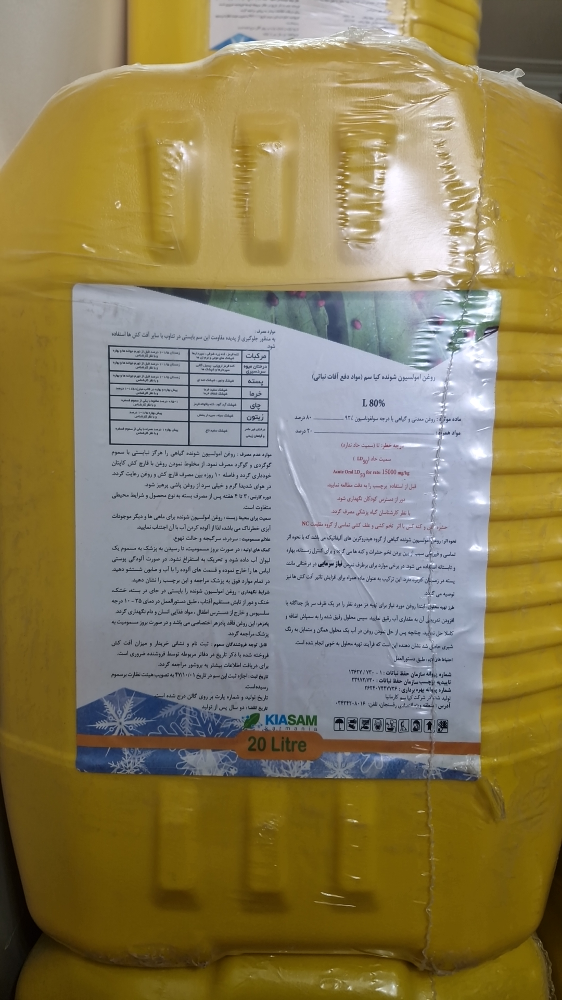 روغن امولسیون شونده کیا سم (مواد دفع آفات نباتی)
L 80%
ماده موثره : روغن معدنی و گیاهی با درجه سولفوناسیون ۹۲٪ ۸۰ درصد
مواد همراه : ۲۰ درصد
درجه خطر: U (سمیت حاد ندارد)
سمیت حاد (LD50)
Acute Oral LD50 for rats: 15000 mg/kg
قبل از استفاده برچسب را به دقت مطالعه نمایید.
دور از دسترس کودکان نگهداری شود.
با نظر کارشناسان گیاه پزشکی مصرف گردد.
حشره کش و کنه کش با اثر تخم کشی و علف کشی تماسی از گروه مقاومت NC
نحوه اثر: روغن امولسیون شونده گیاهی از گروه هیدروکربن های آلیفاتیک می باشد که با نحوه اثر
تماسی و فیزیکی سبب از بین بردن تخم حشرات و کنه ها می گردد و برای کنترل زمستانه، بهاره
و تابستانه استفاده می شود. در برخی موارد برای برطرف نمودن نیاز سرمایی در درختانی مانند
پسته در زمستان کاربرد دارد. این ترکیب به عنوان ماده همراه برای افزایش تاثیر آفت کش ها نیز
توصیه می گردد.
طرز تهیه محلول: ابتدا روغن مورد نیاز برای تهیه دز مورد نظر را در یک ظرف سر باز جداگانه با
افزودن تدریجی آن به مقداری آب رقیق نمایید. سپس محلول رقیق شده را به سمپاش اضافه و
کاملا حل نمایید. چنانچه پس از حل نمودن روغن در آب یک محلول همگن و متمایل به رنگ
شیری حاصل شد نشان دهنده این است که فرآیند تهیه محلول به خوبی انجام شده است.
احتیاط های لازم : طبق دستورالعمل
شماره پروانه سازمان حفظ نباتات : ۱ - ۷۳۰ / ۱۳۶۲۷
تاییدیه برچسب سازمان حفظ نباتات : ۲۳۹۷۲/۷۳۰
شماره پروانه بهره برداری : ۲۶۲۴۰۷۴۴۷۷۳۶
تولید شده در شرکت کیا سم کارمانیا
آدرس : منطقه ویژه اقتصادی رفسنجان، تلفن: ۰۳۴۳۴۲۰۸۰۱۶
موارد مصرف :
به منظور جلوگیری از پدیده مقاومت این سم بایستی در تناوب با سایر آفت کش ها استفاده
شود.
مرکبات کنه قرمز ، کنه زرد شرقی ، سپردارها زمستان ۱/۵-۱ درصد قبل از تورم جوانه ها و بهاره
شپشک های مومی و نرم تن ها و با نظر کارشناس
درختان میوه سردسیری کنه قرمز اروپایی ، پسیل گلابی زمستان ۱/۵-۱ درصد قبل از تورم جوانه ها و بهاره
سپردارها و شپشک ها و با نظر کارشناس
پسته شپشک واوی ، شپشک تنه ای زمستان ۱/۵-۱ درصد قبل از تورم جوانه ها و بهاره
و با نظر کارشناس
خرما شپشک سفید خرما پیش بهاره و بهاره در قالب مبارزه ۱/۵-۱ درصد
شپشک شفاف خرما و با نظر کارشناس
چای شپشک آرد آلود ، کنه پاکوتاه قرمز ۱-۰/۵ درصد مخلوط با یکی از سموم فسفره
و با نظر کارشناس
زیتون شپشک سیاه ، سپردار بنفش پیش بهاره ۱/۵-۱ درصد
و با نظر کارشناس
درختان غیر مثمر و گیاهان زینتی شپشک سفید تاغ پیش بهاره ۱ درصد همراه با یکی از سموم فسفره
و با نظر کارشناس
موارد عدم مصرف : روغن امولسیون شونده گیاهی را هرگز نبایستی با سموم
گوگردی و گوگرد مصرف نمود. از مخلوط نمودن روغن با قارچ کش کاپتان
خودداری گردد و فاصله ۱۰ روزه بین مصرف قارچ کش و روغن رعایت گردد.
در هوای شدیدا گرم و خیلی سرد از روغن پاشی پرهیز شود.
دوره کارنس : ۳ تا ۴ هفته پس از مصرف بسته به نوع محصول و شرایط محیطی
متفاوت است.
سمیت برای محیط زیست : روغن امولسیون شونده برای ماهی ها و دیگر موجودات
آبزی خطرناک می باشد، لذا از آلوده کردن آب با آن اجتناب نمایید.
علائم مسمومیت : سردرد، سرگیجه و حالت تهوع.
کمک های اولیه : در صورت بروز مسمومیت، تا رسیدن به پزشک به مسموم یک
لیوان آب داده شود و تحریک به استفراغ نشود. در صورت آلودگی پوستی
لباس ها را خارج نموده و قسمت های آلوده را با آب و صابون شستشو دهید.
در تمام موارد فوق به پزشک مراجعه و این برچسب را نشان دهید.
شرایط نگهداری : روغن امولسیون شونده را بایستی در جای در بسته، خشک،
خنک و دور از تابش مستقیم آفتاب ، طبق دستورالعمل در دمای ۳۵ - ۱۰ درجه
سلسیوس و خارج از دسترس اطفال ، مواد غذایی انسان و دام نگهداری گردد.
پادزهر: این روغن فاقد پادزهر اختصاصی می باشد و در صورت بروز مسمومیت به
پزشک مراجعه گردد.
قابل توجه فروشندگان سموم : ثبت نام و نشانی خریدار و میزان آفت کش
فروخته شده با ذکر تاریخ در دفاتر مربوطه توسط فروشنده ضروری است.
برای دریافت اطلاعات بیشتر به بروشور مراجعه گردد.
تاریخ ثبت : اجازه ثبت این سم در تاریخ ۴۷/۱۰/۰۱ به تصویب هیئت نظارت برسموم
رسیده‌است.
تاریخ تولید و شماره پارت بر روی گالن درج شده است.
تاریخ انقضا : دو سال پس از تولید
KIASAM
karmania
20 Litre